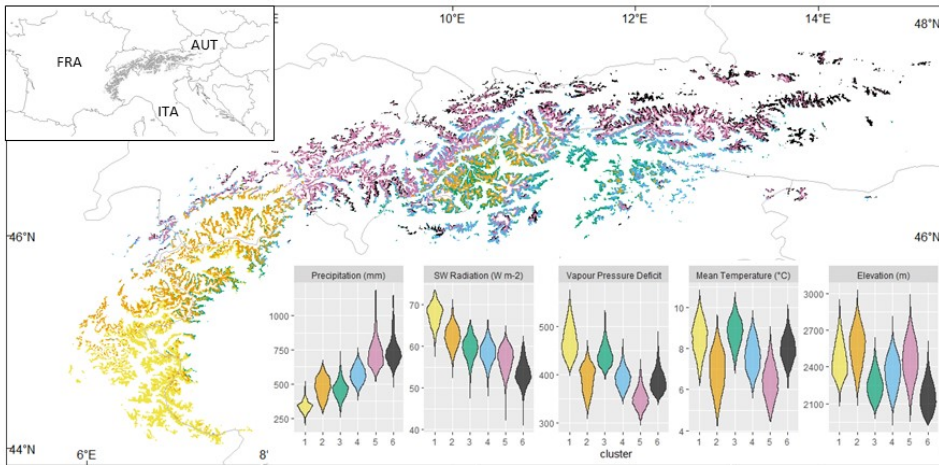 10°E 12°E 14°E 48°N
FRA
AUT
ITA
46°N 46°N
Precipitation (mm) SW Radiation (W m-2) Vapour Pressure Deficit Mean Temperature (°C) Elevation (m)
1000
750
500
250
70
60
50
40
500
400
300
10
8
6
4
3000
2700
2400
2100
1 2 3 4 5 6 1 2 3 4 5 6 1 2 3 4 5 6 1 2 3 4 5 6 1 2 3 4 5 6
cluster
44°N
6°E 8°